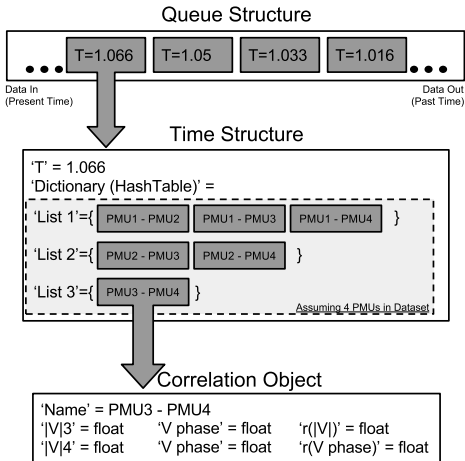 Queue Structure
T=1.066 T=1.05 T=1.033 T=1.016
Data In
(Present Time)
Data Out
(Past Time)
Time Structure
‘T’ = 1.066
‘Dictionary (HashTable)’ =
‘List 1’={ PMU1 - PMU2 PMU1 - PMU3 PMU1 - PMU4 }
‘List 2’={ PMU2 - PMU3 PMU2 - PMU4 }
‘List 3’={ PMU3 - PMU4 }
Assuming 4 PMUs in Dataset
Correlation Object
‘Name’ = PMU3 - PMU4
‘|V|3’ = float ‘V phase’ = float ‘r(|V|)’ = float
‘|V|4’ = float ‘V phase’ = float ‘r(V phase)’ = float